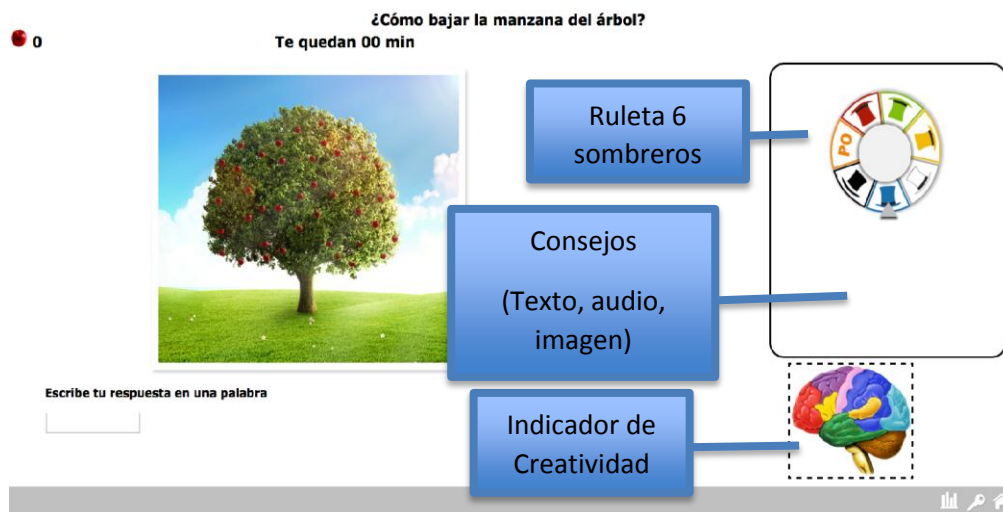 ¿Cómo bajar la manzana del árbol?
0
Te quedan 00 min
Ruleta 6
sombreros
PO
Consejos
(Texto, audio,
imagen)
Escribe tu respuesta en una palabra
Indicador de
Creatividad